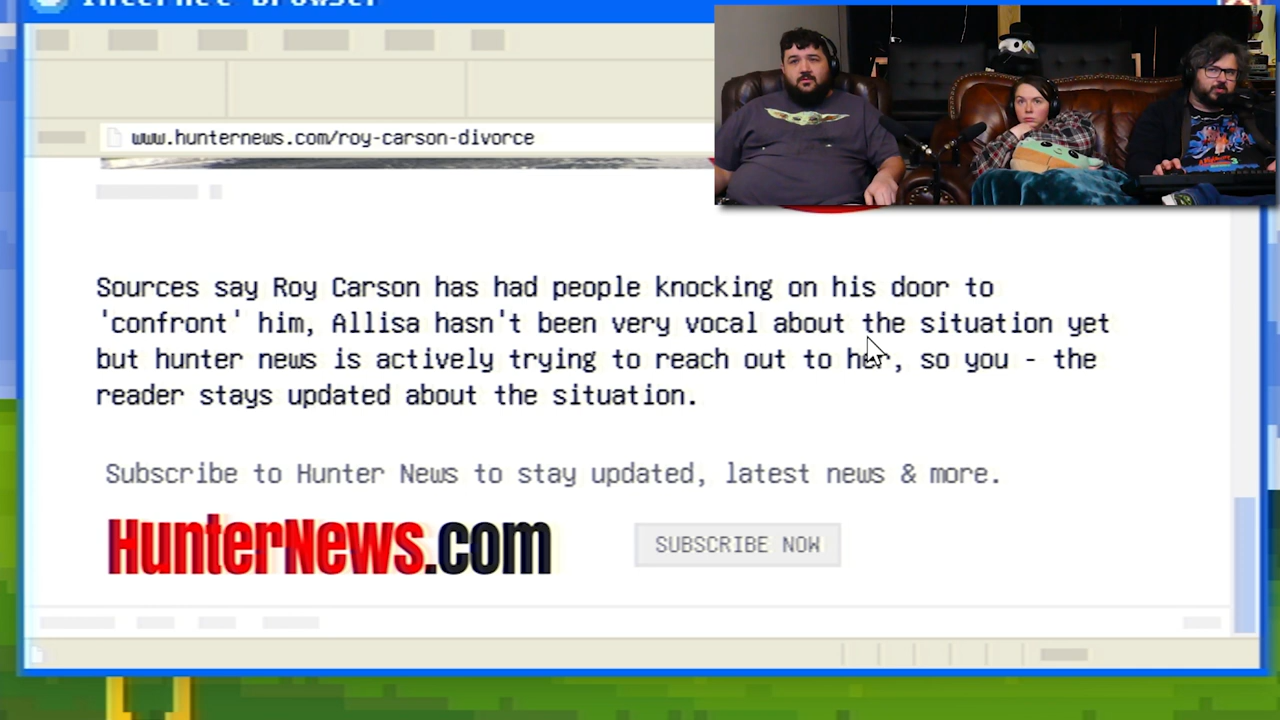 Internet Browser
www.hunternews.com/roy-carson-divorce
Sources say Roy Carson has had people knocking on his door to
'confront' him, Allisa hasn't been very vocal about the situation yet
but hunter news is actively trying to reach out to her, so you - the
reader stays updated about the situation.
Subscribe to Hunter News to stay updated, latest news & more.
HunterNews.com
SUBSCRIBE NOW